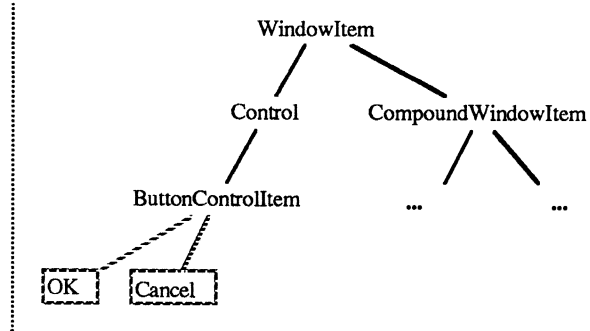 WindowItem
Control CompoundWindowItem
ButtonControlItem ... ...
OK Cancel